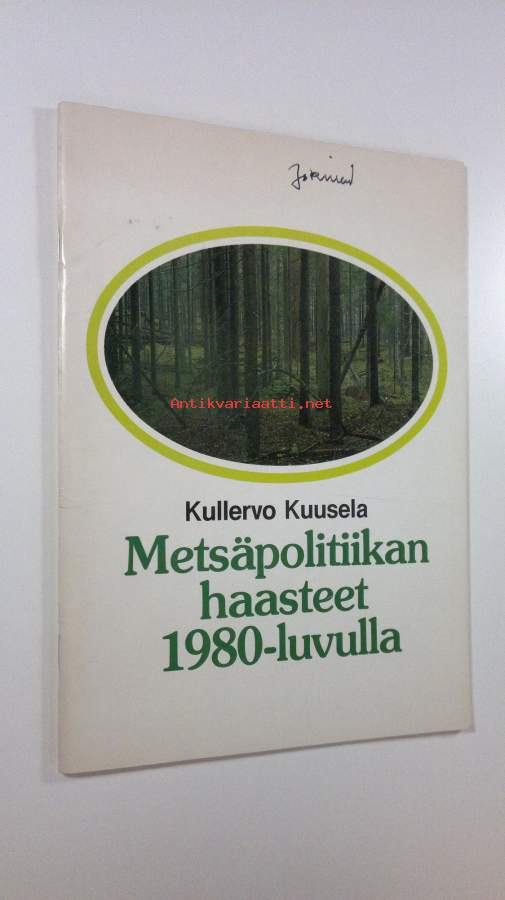 Antikvariaatti.net
Kullervo Kuusela
Metsäpolitiikan
haasteet
1980-luvulla